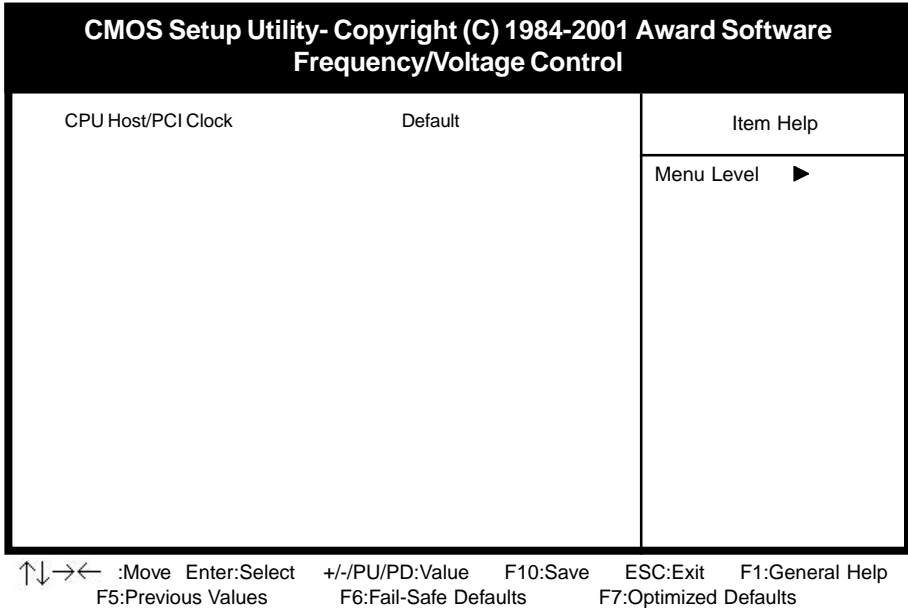 CMOS Setup Utility- Copyright (C) 1984-2001 Award Software
Frequency/Voltage Control
CPU Host/PCI Clock Default
Item Help
Menu Level ►
↑↓→← :Move Enter:Select +/-/PU/PD:Value F10:Save ESC:Exit F1:General Help
F5:Previous Values F6:Fail-Safe Defaults F7:Optimized Defaults